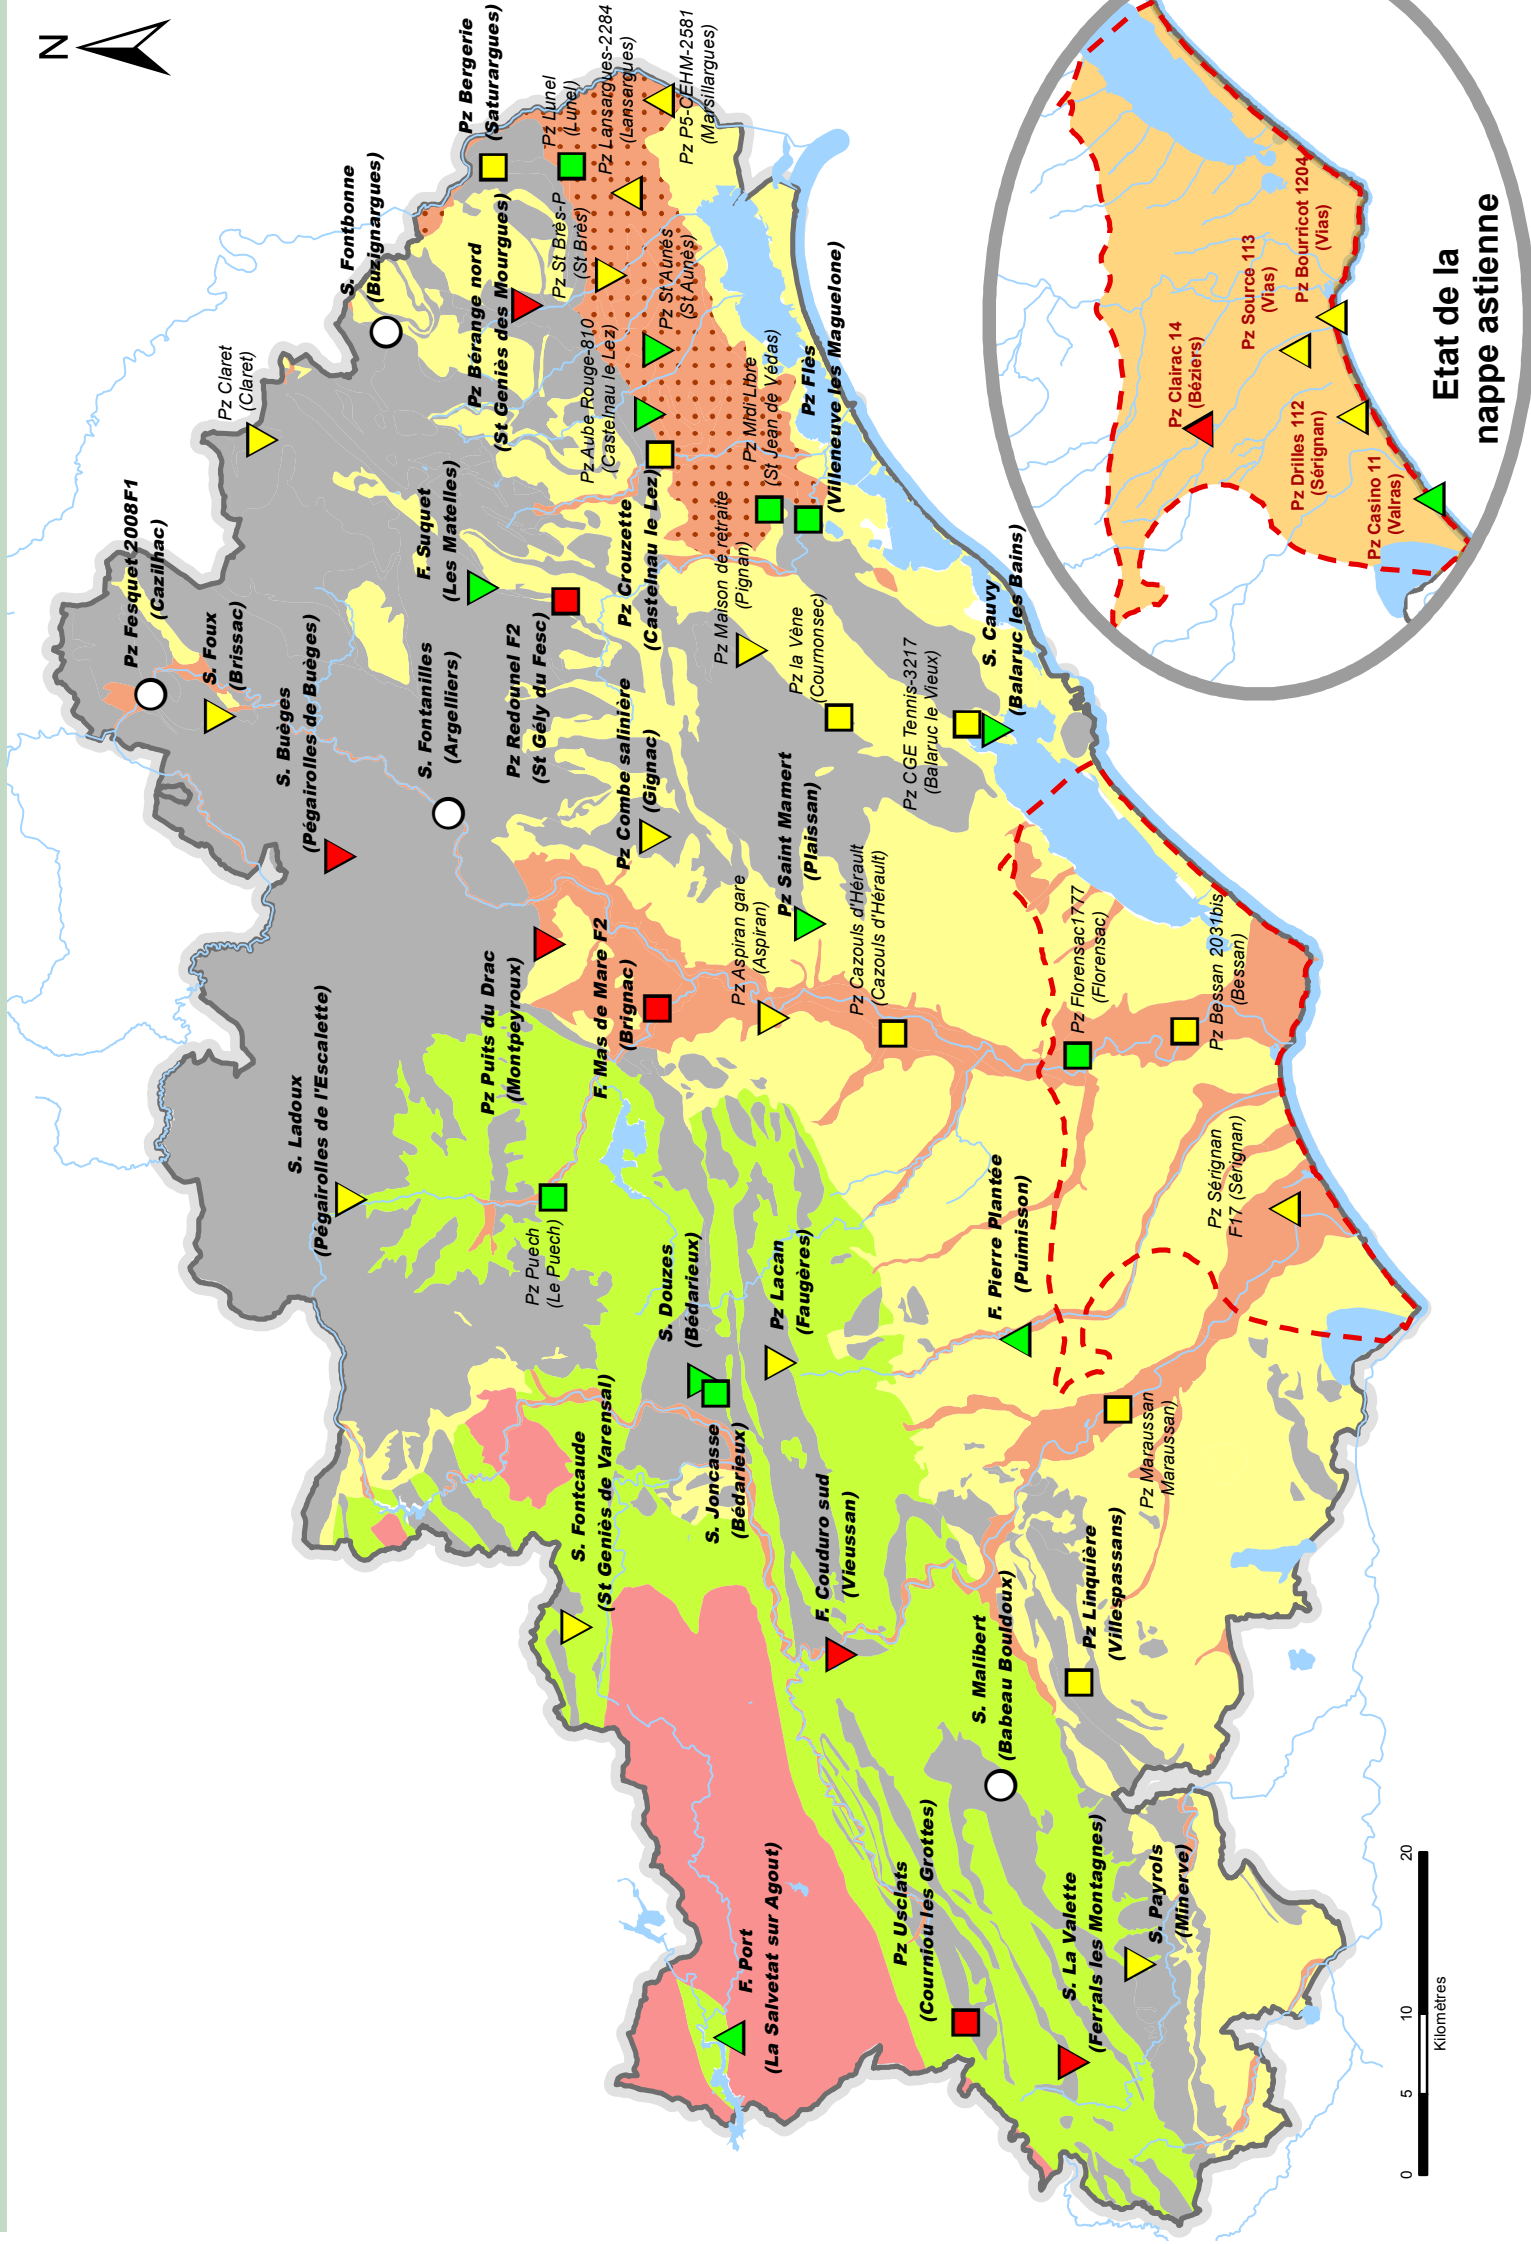 N
Pz Fesquet 2008F1
(Cazilhac)
S. Foux
(Brissac)
S. Buèges
(Pégairolles de Buèges)
S. Ladoux
(Pégairolles de l'Escalette)
Pz Claret
(Claret)
S. Fontbonne
(Buzignargues)
Pz Bergerie
(Saturargues)
Pz Lunel
(Lunel)
Pz Lansargues-2284
(Lansargues)
Pz P5-CEHM-2581
(Marsillargues)
Pz Bérange nord
(St Geniès des Mourgues)
Pz St Brès-P
(St Brès)
Pz St Aunès
(St Aunès)
Pz Aube Rouge-810
(Castelnau le Lez)
F. Suquet
(Les Matelles)
S. Fontanilles
(Argelliers)
Pz Redounel F2
(St Gély du Fesc)
Pz Crouzette
(Castelnau le Lez)
Pz Midi Libre
(St Jean de Védas)
Pz Flès
(Villeneuve les Maguelone)
Pz Maison de retraite
(Pignan)
Pz Combe salinière
(Gignac)
Pz la Vène
(Cournonsec)
Pz CGE Tennis-3217
(Balaruc le Vieux)
S. Cauvy
(Balaruc les Bains)
Pz Saint Mamert
(Plaissan)
Pz Puits du Drac
(Montpeyroux)
F. Mas de Mare F2
(Brignac)
Pz Aspiran gare
(Aspiran)
Pz Cazouls d'Hérault
(Cazouls d'Hérault)
Pz Florensac1777
(Florensac)
Pz Bessan 2031bis
(Bessan)
Pz Puech
(Le Puech)
S. Douzes
(Bédarieux)
Pz Lacan
(Faugères)
F. Pierre Plantée
(Puimisson)
Pz Sérignan
F17 (Sérignan)
S. Fontcaude
(St Geniès de Varensal)
S. Joncasse
(Bédarieux)
F. Couduro sud
(Vieussan)
Pz Maraussan
Maraussan)
Pz Linquière
(Villespassans)
S. Malibert
(Babeau Bouldoux)
F. Port
(La Salvetat sur Agout)
Pz Usclats
(Courniou les Grottes)
S. La Valette
(Ferrals les Montagnes)
S. Payrols
(Minerve)
Pz Clairac 14
(Béziers)
Pz Source 113
(Vias)
Pz Bourricot 1204
(Vias)
Pz Drilles 112
(Sérignan)
Pz Casino 11
(Valras)
Etat de la
nappe astienne
0 5 10 20
Kilomètres